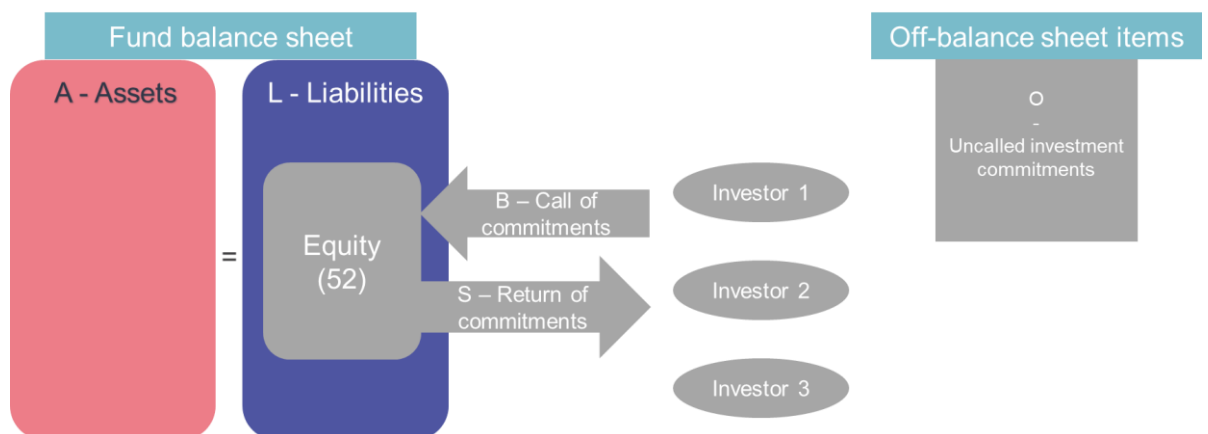 Fund balance sheet
Off-balance sheet items
A - Assets
L - Liabilities
O
-
Uncalled investment
commitments
B – Call of
commitments
Investor 1
Equity
(52)
=
S – Return of
commitments
Investor 2
Investor 3